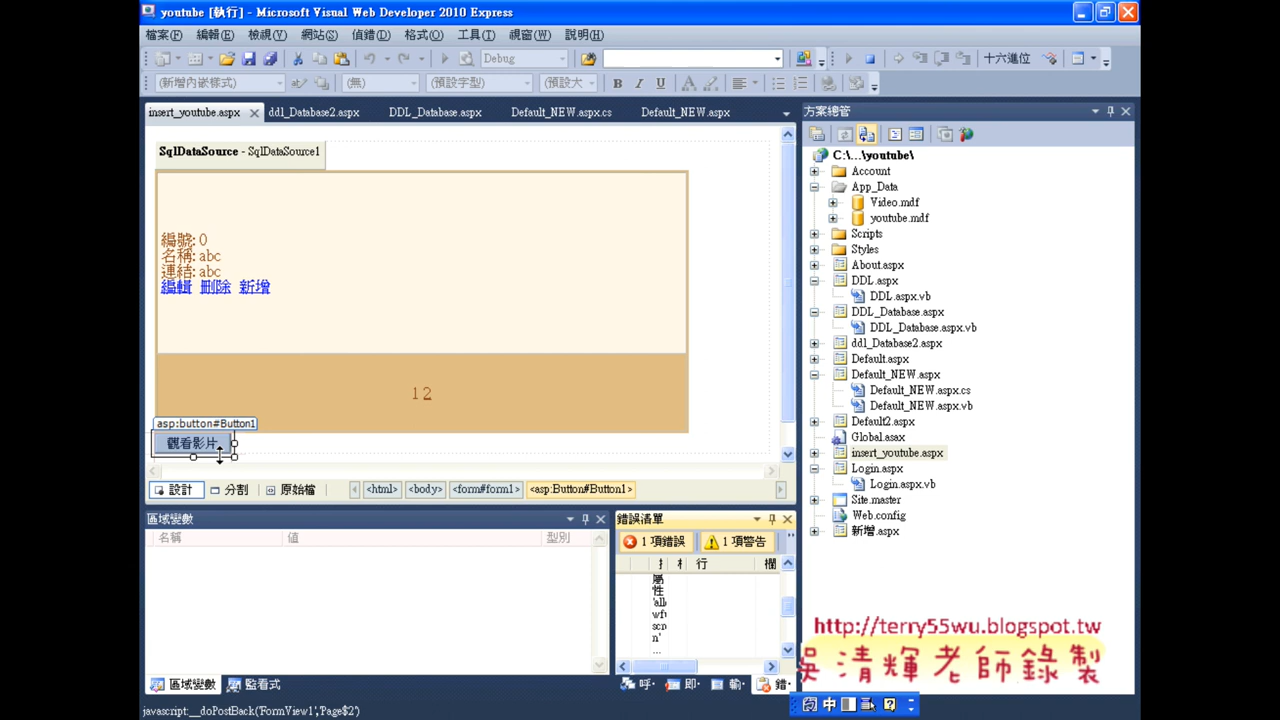 youtube [執行] - Microsoft Visual Web Developer 2010 Express
檔案(F) 編輯(E) 檢視(V) 網站(S) 偵錯(D) 格式(O) 工具(I) 視窗(W) 說明(H)
Debug 十六進位
(新增內嵌樣式) (無) (預設字型) (預設大 B I U A
insert_youtube.aspx ddl_Database2.aspx DDL_Database.aspx Default_NEW.aspx.cs Default_NEW.aspx
方案總管
SqlDataSource - SqlDataSource1
編號: 0
名稱: abc
連結: abc
編輯 刪除 新增
1 2
asp:button#Button1
觀看影片
設計 分割 原始檔 <html> <body> <form#form1> <asp:Button#Button1>
C:\...\youtube\
Account
App_Data
Video.mdf
youtube.mdf
Scripts
Styles
About.aspx
DDL.aspx
DDL.aspx.vb
DDL_Database.aspx
DDL_Database.aspx.vb
ddl_Database2.aspx
Default.aspx
Default_NEW.aspx
Default_NEW.aspx.cs
Default_NEW.aspx.vb
Default2.aspx
Global.asax
insert_youtube.aspx
Login.aspx
Login.aspx.vb
Site.master
Web.config
新增.aspx
區域變數
名稱 值 型別
錯誤清單
1 項錯誤 1 項警告
行 欄
屬
性
...
區域變數 監看式
呼 即 輸 錯
http://terry55wu.blogspot.tw
吳清輝老師錄製
中
javascript:__doPostBack('FormView1','Page$2')